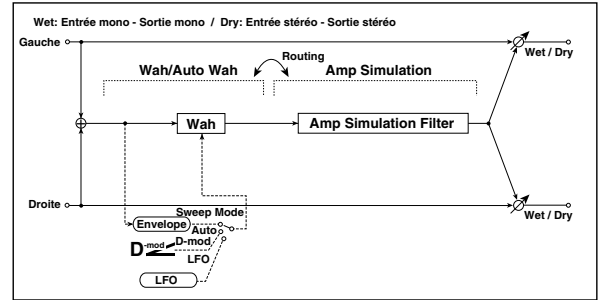 Wet: Entrée mono - Sortie mono / Dry: Entrée stéréo - Sortie stéréo
Gauche
Wet / Dry
Routing
Wah/Auto Wah
Amp Simulation
Wah
Amp Simulation Filter
Droite
Wet / Dry
Sweep Mode
Envelope
Auto
D-mod
D-mod
LFO
LFO